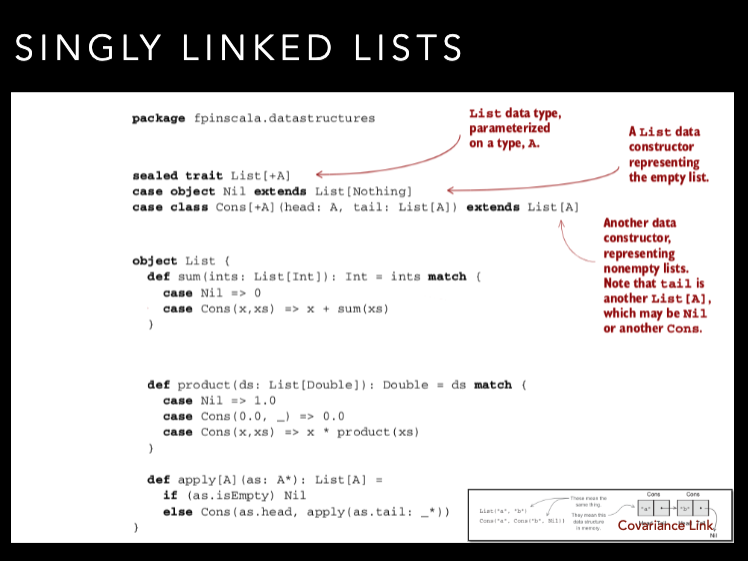 SINGLY LINKED LISTS
package fpinscala.datastructures
List data type,
parameterized
on a type, A.
A List data
constructor
representing
the empty list.
sealed trait List[+A]
case object Nil extends List[Nothing]
case class Cons[+A](head: A, tail: List[A]) extends List[A]
Another data
constructor,
representing
nonempty lists.
Note that tail is
another List[A],
which may be Nil
or another Cons.
object List {
def sum(ints: List[Int]): Int = ints match {
case Nil => 0
case Cons(x,xs) => x + sum(xs)
}
def product(ds: List[Double]): Double = ds match {
case Nil => 1.0
case Cons(0.0, _) => 0.0
case Cons(x,xs) => x * product(xs)
}
def apply[A](as: A*): List[A] =
if (as.isEmpty) Nil
else Cons(as.head, apply(as.tail: _*))
}
These mean the
same thing.
List("a", "b")
Cons("a", Cons("b", Nil))
They mean this
data structure
in memory.
Cons Cons
"a" "b"
Covariance Link
Nil